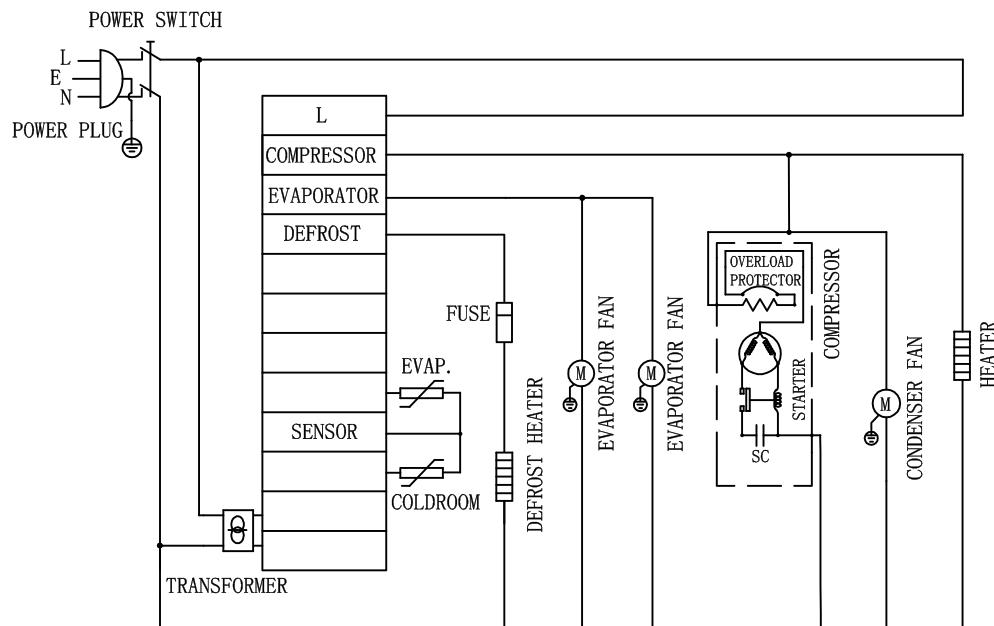 POWER SWITCH
L
E
N
POWER PLUG
L
COMPRESSOR
EVAPORATOR
DEFROST
FUSE
EVAP.
SENSOR
COLDROOM
TRANSFORMER
DEFROST HEATER
M
EVAPORATOR FAN
M
EVAPORATOR FAN
OVERLOAD
PROTECTOR
COMPRESSOR
STARTER
SC
M
CONDENSER FAN
HEATER